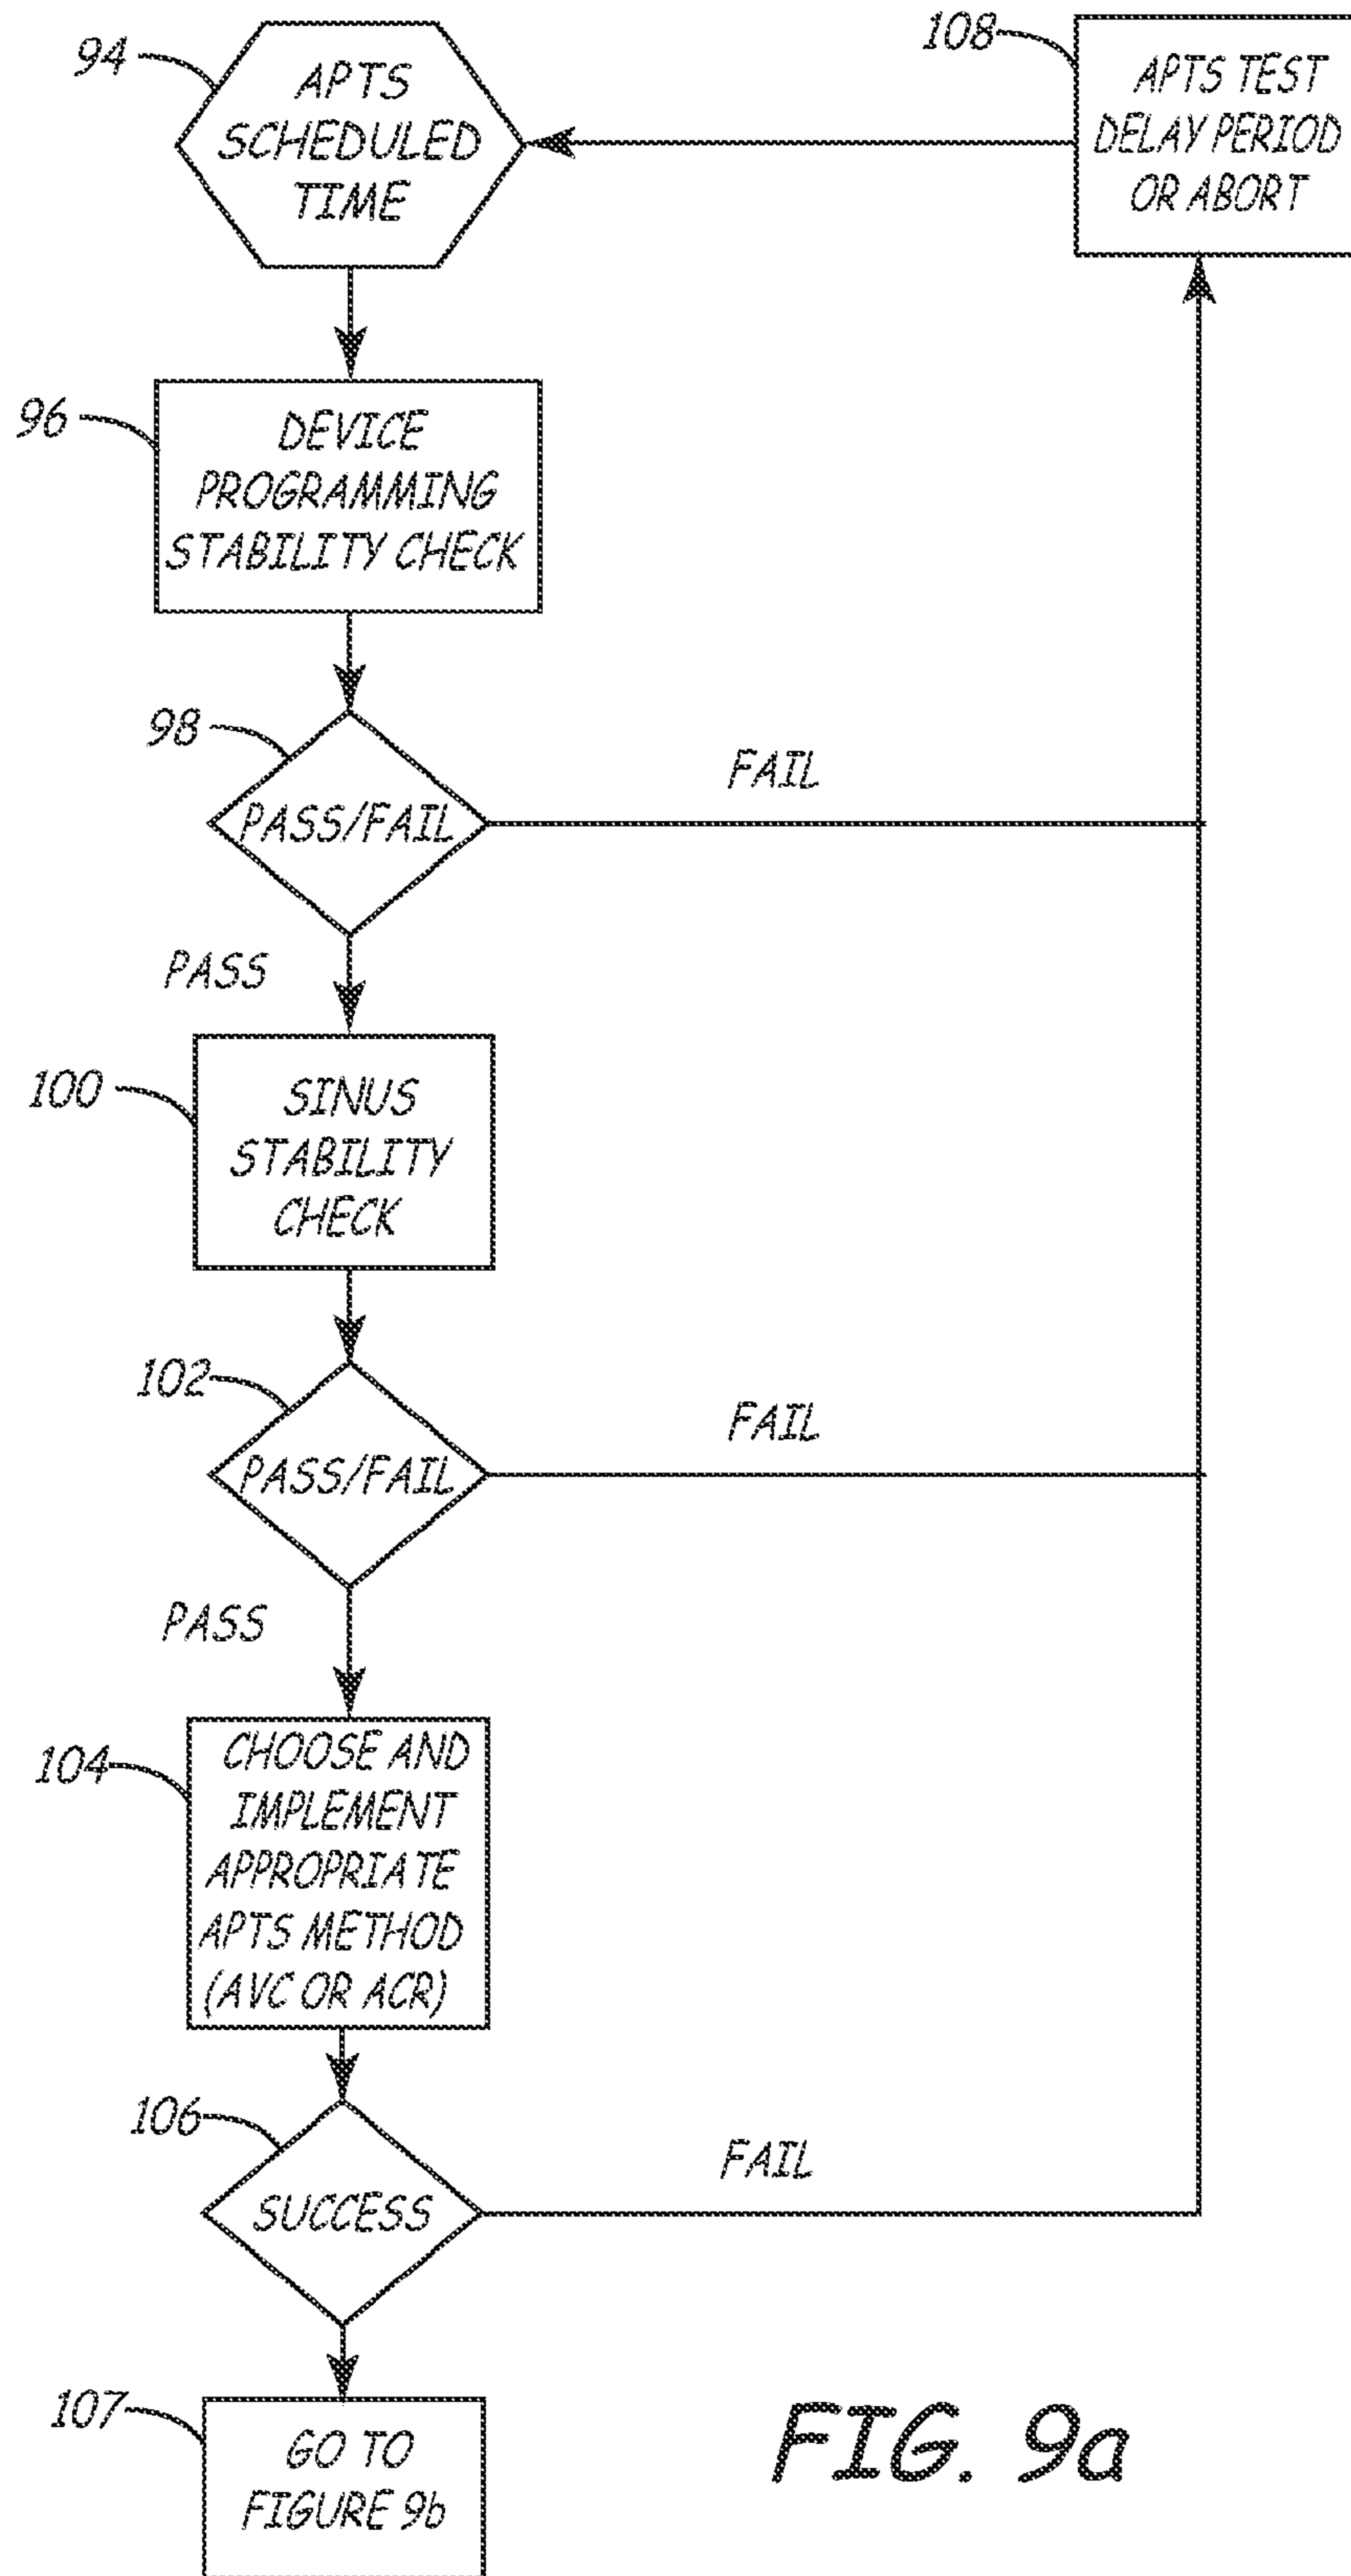 94
APTS
SCHEDULED
TIME
108
APTS TEST
DELAY PERIOD
OR ABORT
96
DEVICE
PROGRAMMING
STABILITY CHECK
98
PASS/FAIL
FAIL
PASS
100
SINUS
STABILITY
CHECK
102
PASS/FAIL
FAIL
PASS
104
CHOOSE AND
IMPLEMENT
APPROPRIATE
APTS METHOD
(AVC OR ACR)
106
SUCCESS
FAIL
107
GO TO
FIGURE 9b
FIG. 9a